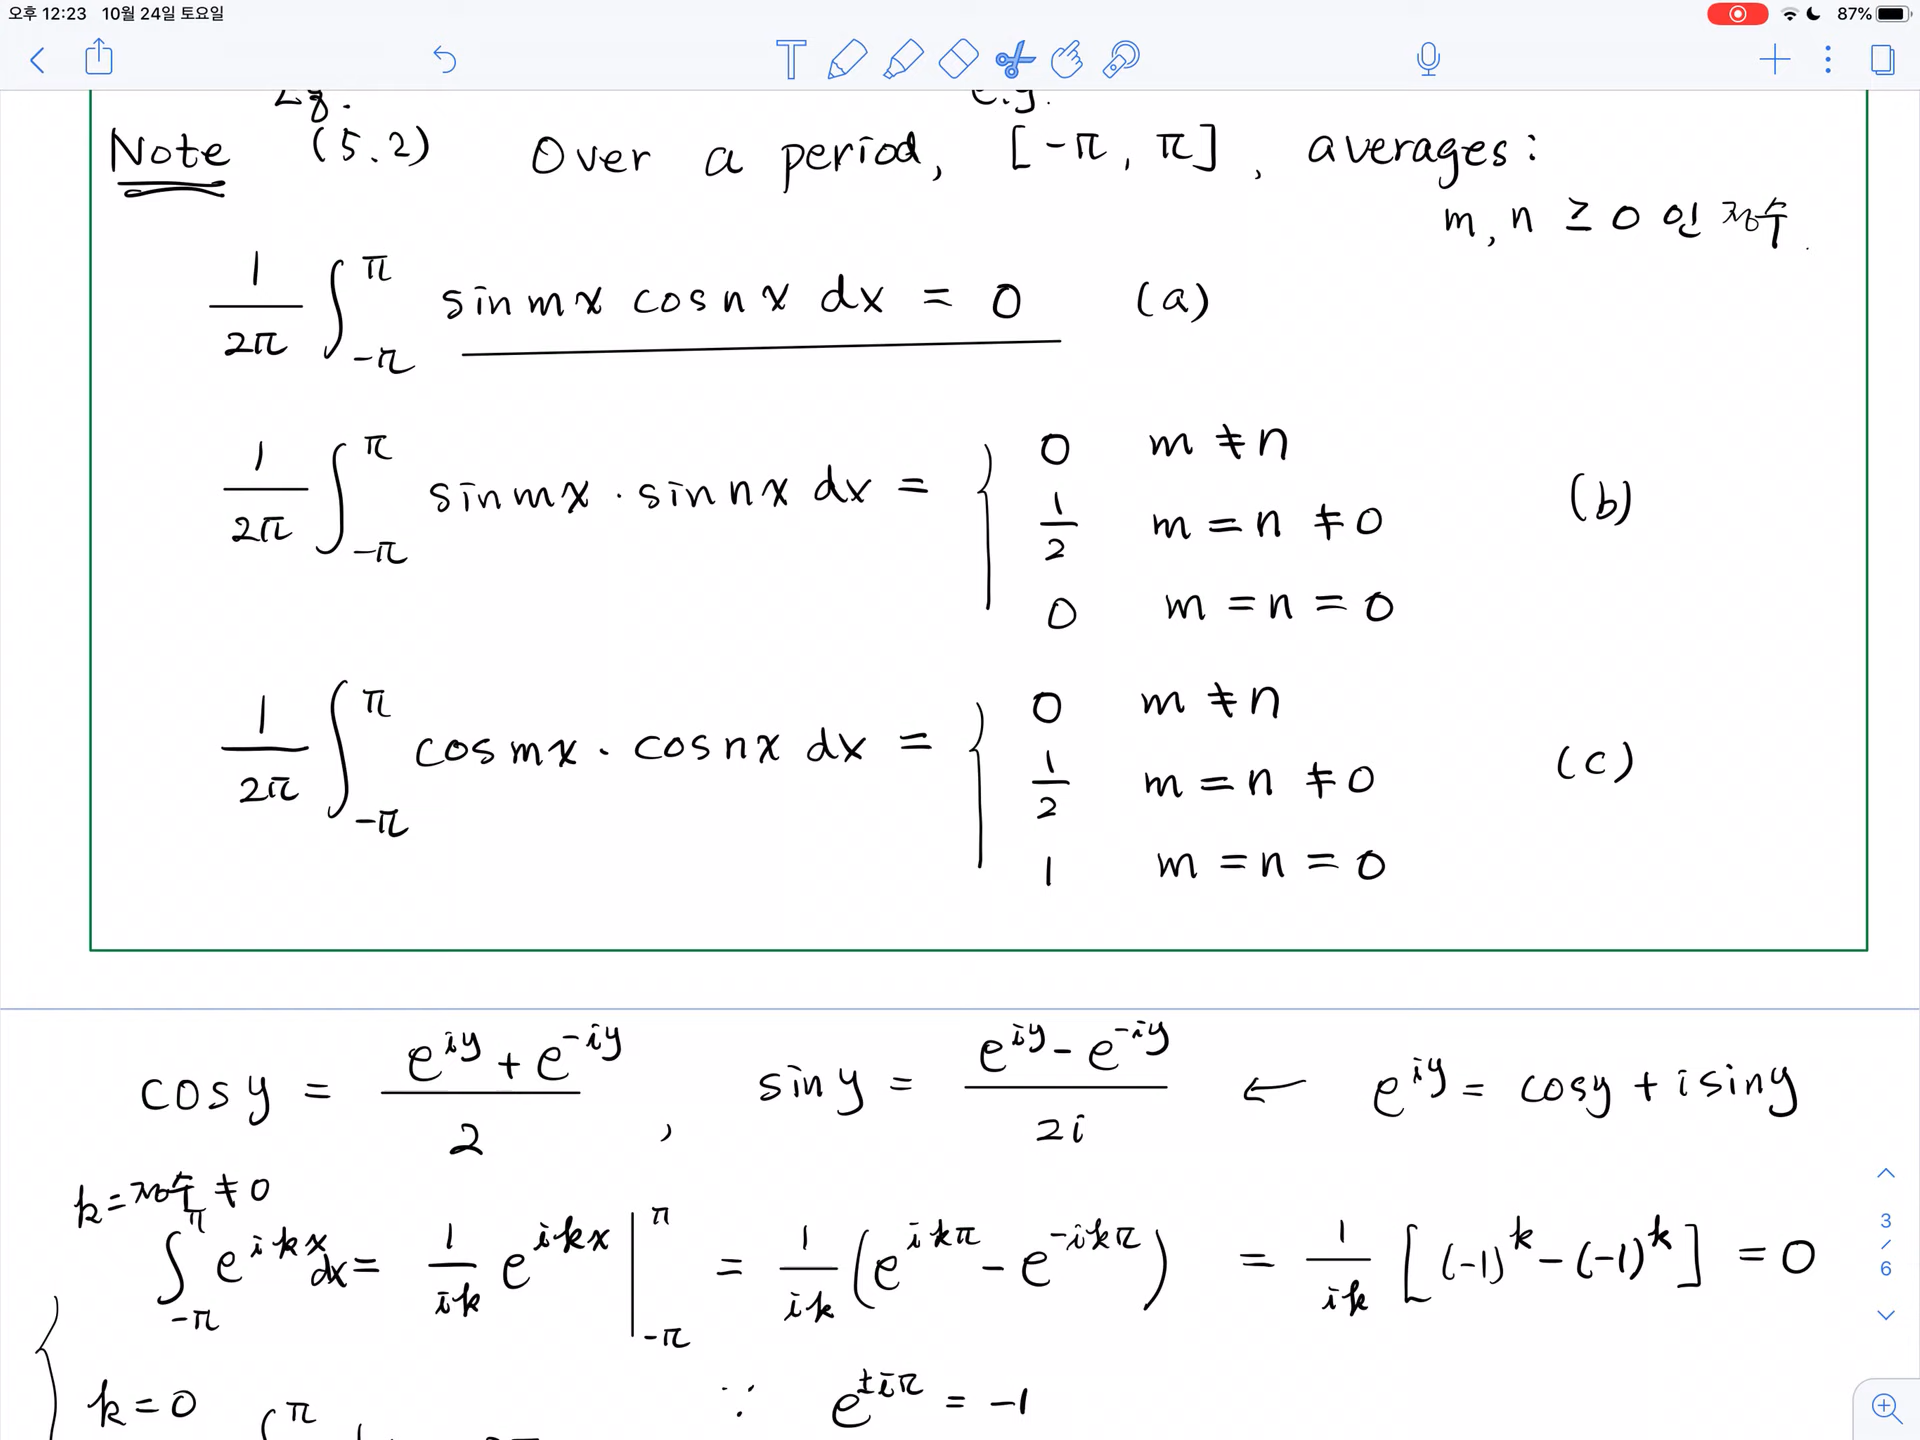 오후 12:23 10월 24일 토요일 87%
Eq. e.g.
Note (5.2) Over a period, [-π, π], averages:
m, n ≥ 0 인 정수.
1/2π ∫_{-π}^{π} sin mx cos nx dx = 0 (a)
1/2π ∫_{-π}^{π} sin mx · sin nx dx = { 0 m ≠ n
1/2 m = n ≠ 0 (b)
0 m = n = 0
1/2π ∫_{-π}^{π} cos mx · cos nx dx = { 0 m ≠ n
1/2 m = n ≠ 0 (c)
1 m = n = 0
cos y = (e^{iy} + e^{-iy})/2 , sin y = (e^{iy} - e^{-iy})/2i ← e^{iy} = cos y + i sin y
k = 정수 ≠ 0
∫_{-π}^{π} e^{ikx} dx = 1/ik e^{ikx} |_{-π}^{π} = 1/ik (e^{ikπ} - e^{-ikπ}) = 1/ik [(-1)^k - (-1)^k] = 0
3/6
k = 0 ∫^{π} ∵ e^{±iπ} = -1